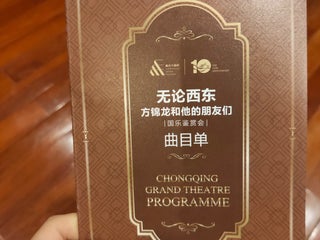 10
无论西东
方锦龙和他的朋友们
|国乐鉴赏会|
曲目单
CHONGQING
GRAND THEATRE
PROGRAMME